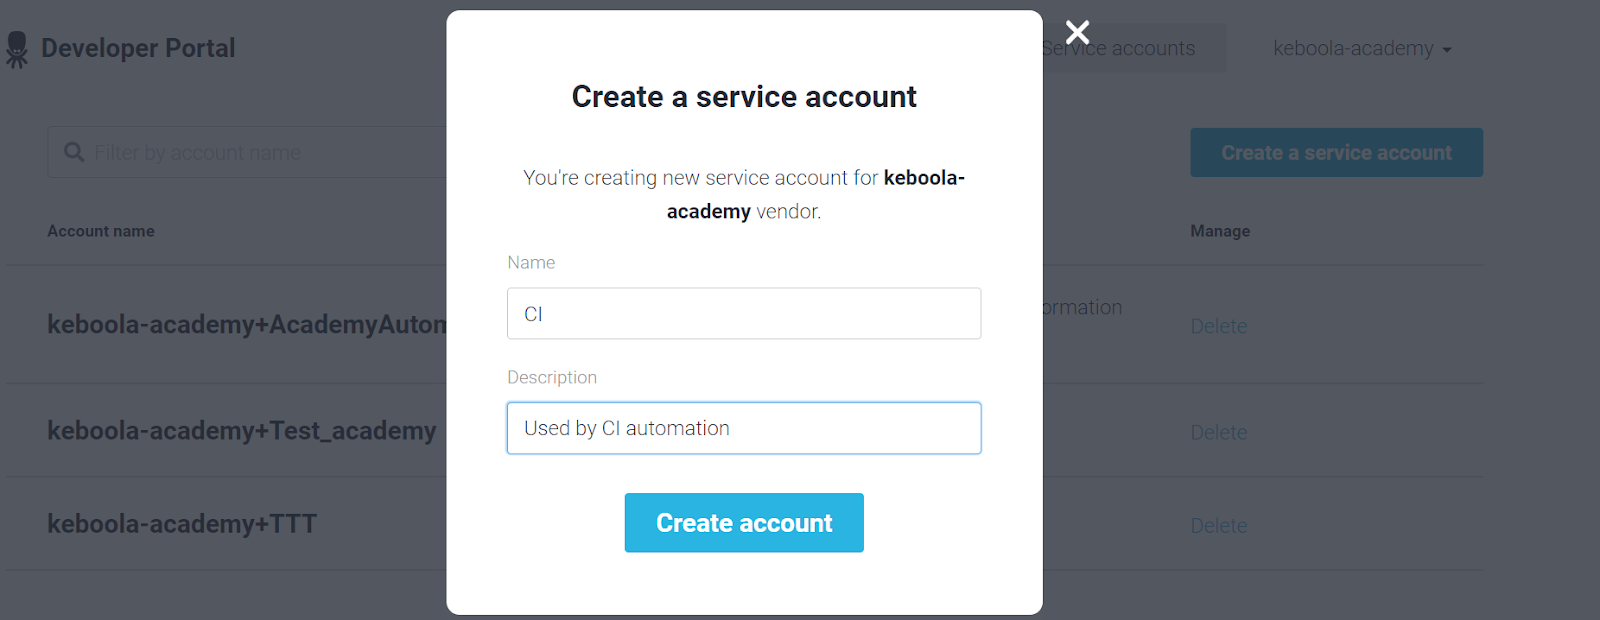 Developer Portal
Service accounts
keboola-academy
Create a service account
Filter by account name
Create a service account
You're creating new service account for keboola-
academy vendor.
Account name
Manage
Name
CI
keboola-academy+AcademyAutom
ormation
Delete
Description
Used by CI automation
keboola-academy+Test_academy
Delete
Create account
keboola-academy+TTT
Delete